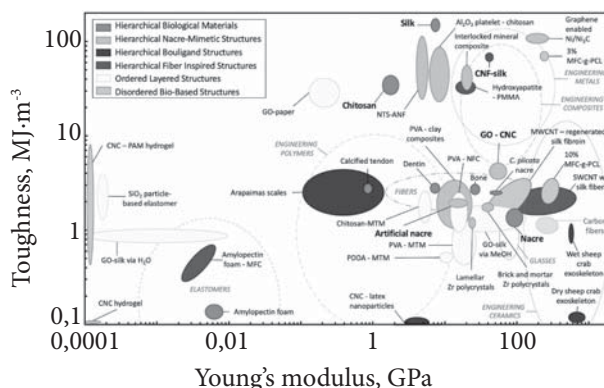 Toughness, MJ·m⁻³
100
10
1
0,1
0,0001
0,01
1
100
Young's modulus, GPa
Hierarchical Biological Materials
Hierarchical Nacre-Mimetic Structures
Hierarchical Bouligand Structures
Hierarchical Fiber Inspired Structures
Ordered Layered Structures
Disordered Bio-Based Structures
Silk
Al₂O₃ platelet - chitosan
Interlocked mineral
composite
Graphene
enabled
Ni/Ni₃C
3%
MFC-g-PCL
CNF-silk
ENGINEERING
METALS
Hydroxyapatite
- PMMA
ENGINEERING
COMPOSITES
GO-paper
Chitosan
NTS-ANF
CNC – PAM hydrogel
ENGINEERING
POLYMERS
PVA - clay
composites
GO - CNC
MWCNT – regenerated
silk fibroin
Calcified tendon
Dentin
PVA - NFC
Bone
C. plicata
nacre
10%
MFC-g-PCL
SiO₂ particle-
based elastomer
Arapaimas scales
FIBERS
SWCNT w
silk fiber
Chitosan-MTM
Artificial nacre
Nacre
Carbon
fibers
GO-silk via H₂O
Amylopectin
foam - MFC
PVA - MTM
GO-silk
via MeOH
GLASSES
Wet sheep
crab
exoskeleton
PDDA - MTM
ELASTOMERS
Lamellar
Zr polycrystals
Brick and mortar
Zr polycrystals
CNC hydrogel
Amylopectin foam
CNC - latex
nanoparticles
ENGINEERING
CERAMICS
Dry sheep crab
exoskeleton